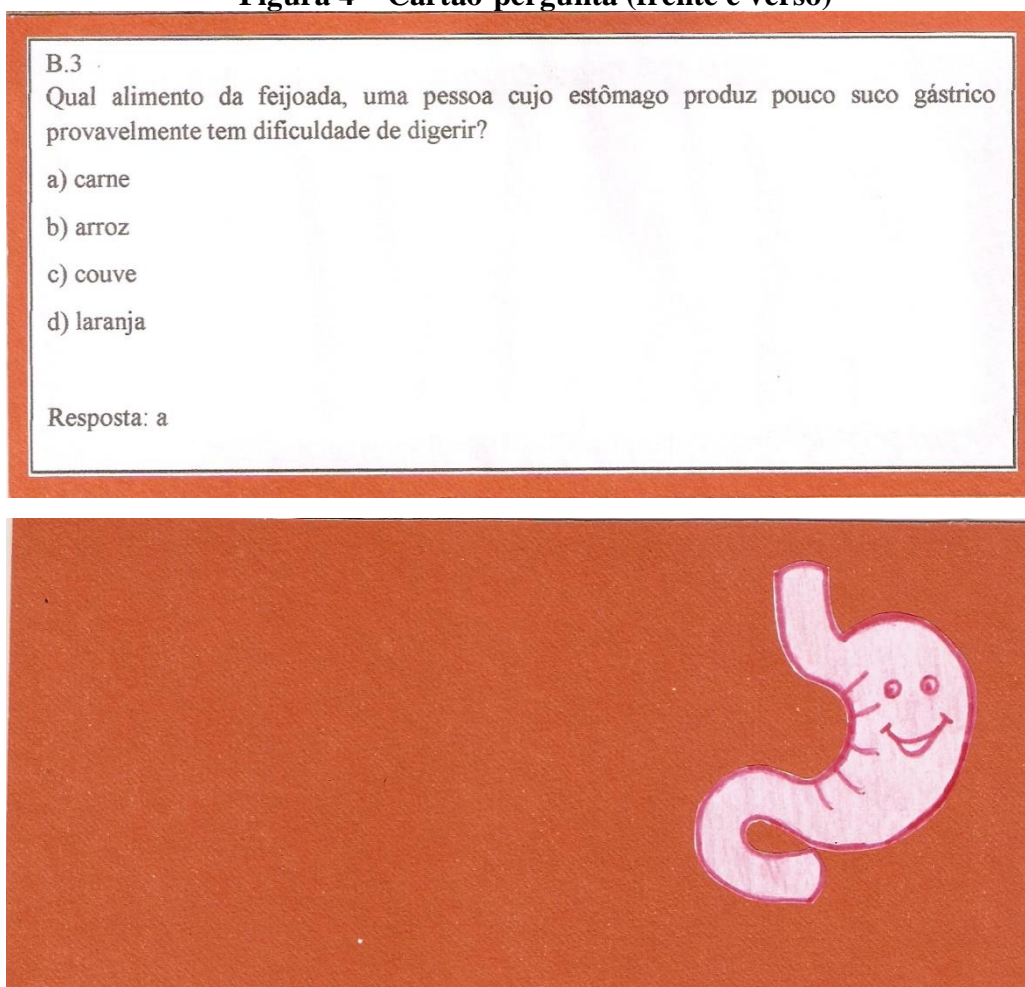 Figura 4 – Cartão-pergunta (frente e verso)
B.3
Qual alimento da feijoada, uma pessoa cujo estômago produz pouco suco gástrico
provavelmente tem dificuldade de digerir?
a) carne
b) arroz
c) couve
d) laranja
Resposta: a